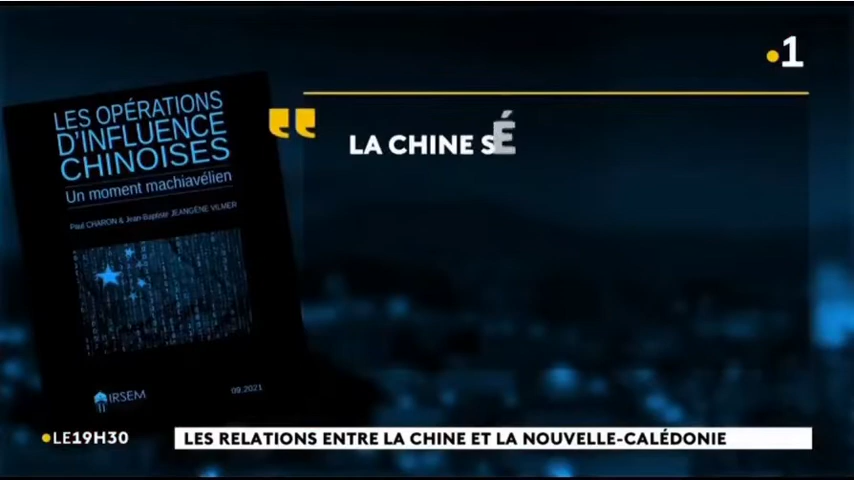 1
LES OPÉRATIONS
D'INFLUENCE
CHINOISES
Un moment machiavélien
Paul CHARON & Jean-Baptiste JEANGÈNE VILMER
IRSEM
09.2021
"
LA CHINE SÉ
LE19H30
LES RELATIONS ENTRE LA CHINE ET LA NOUVELLE-CALÉDONIE